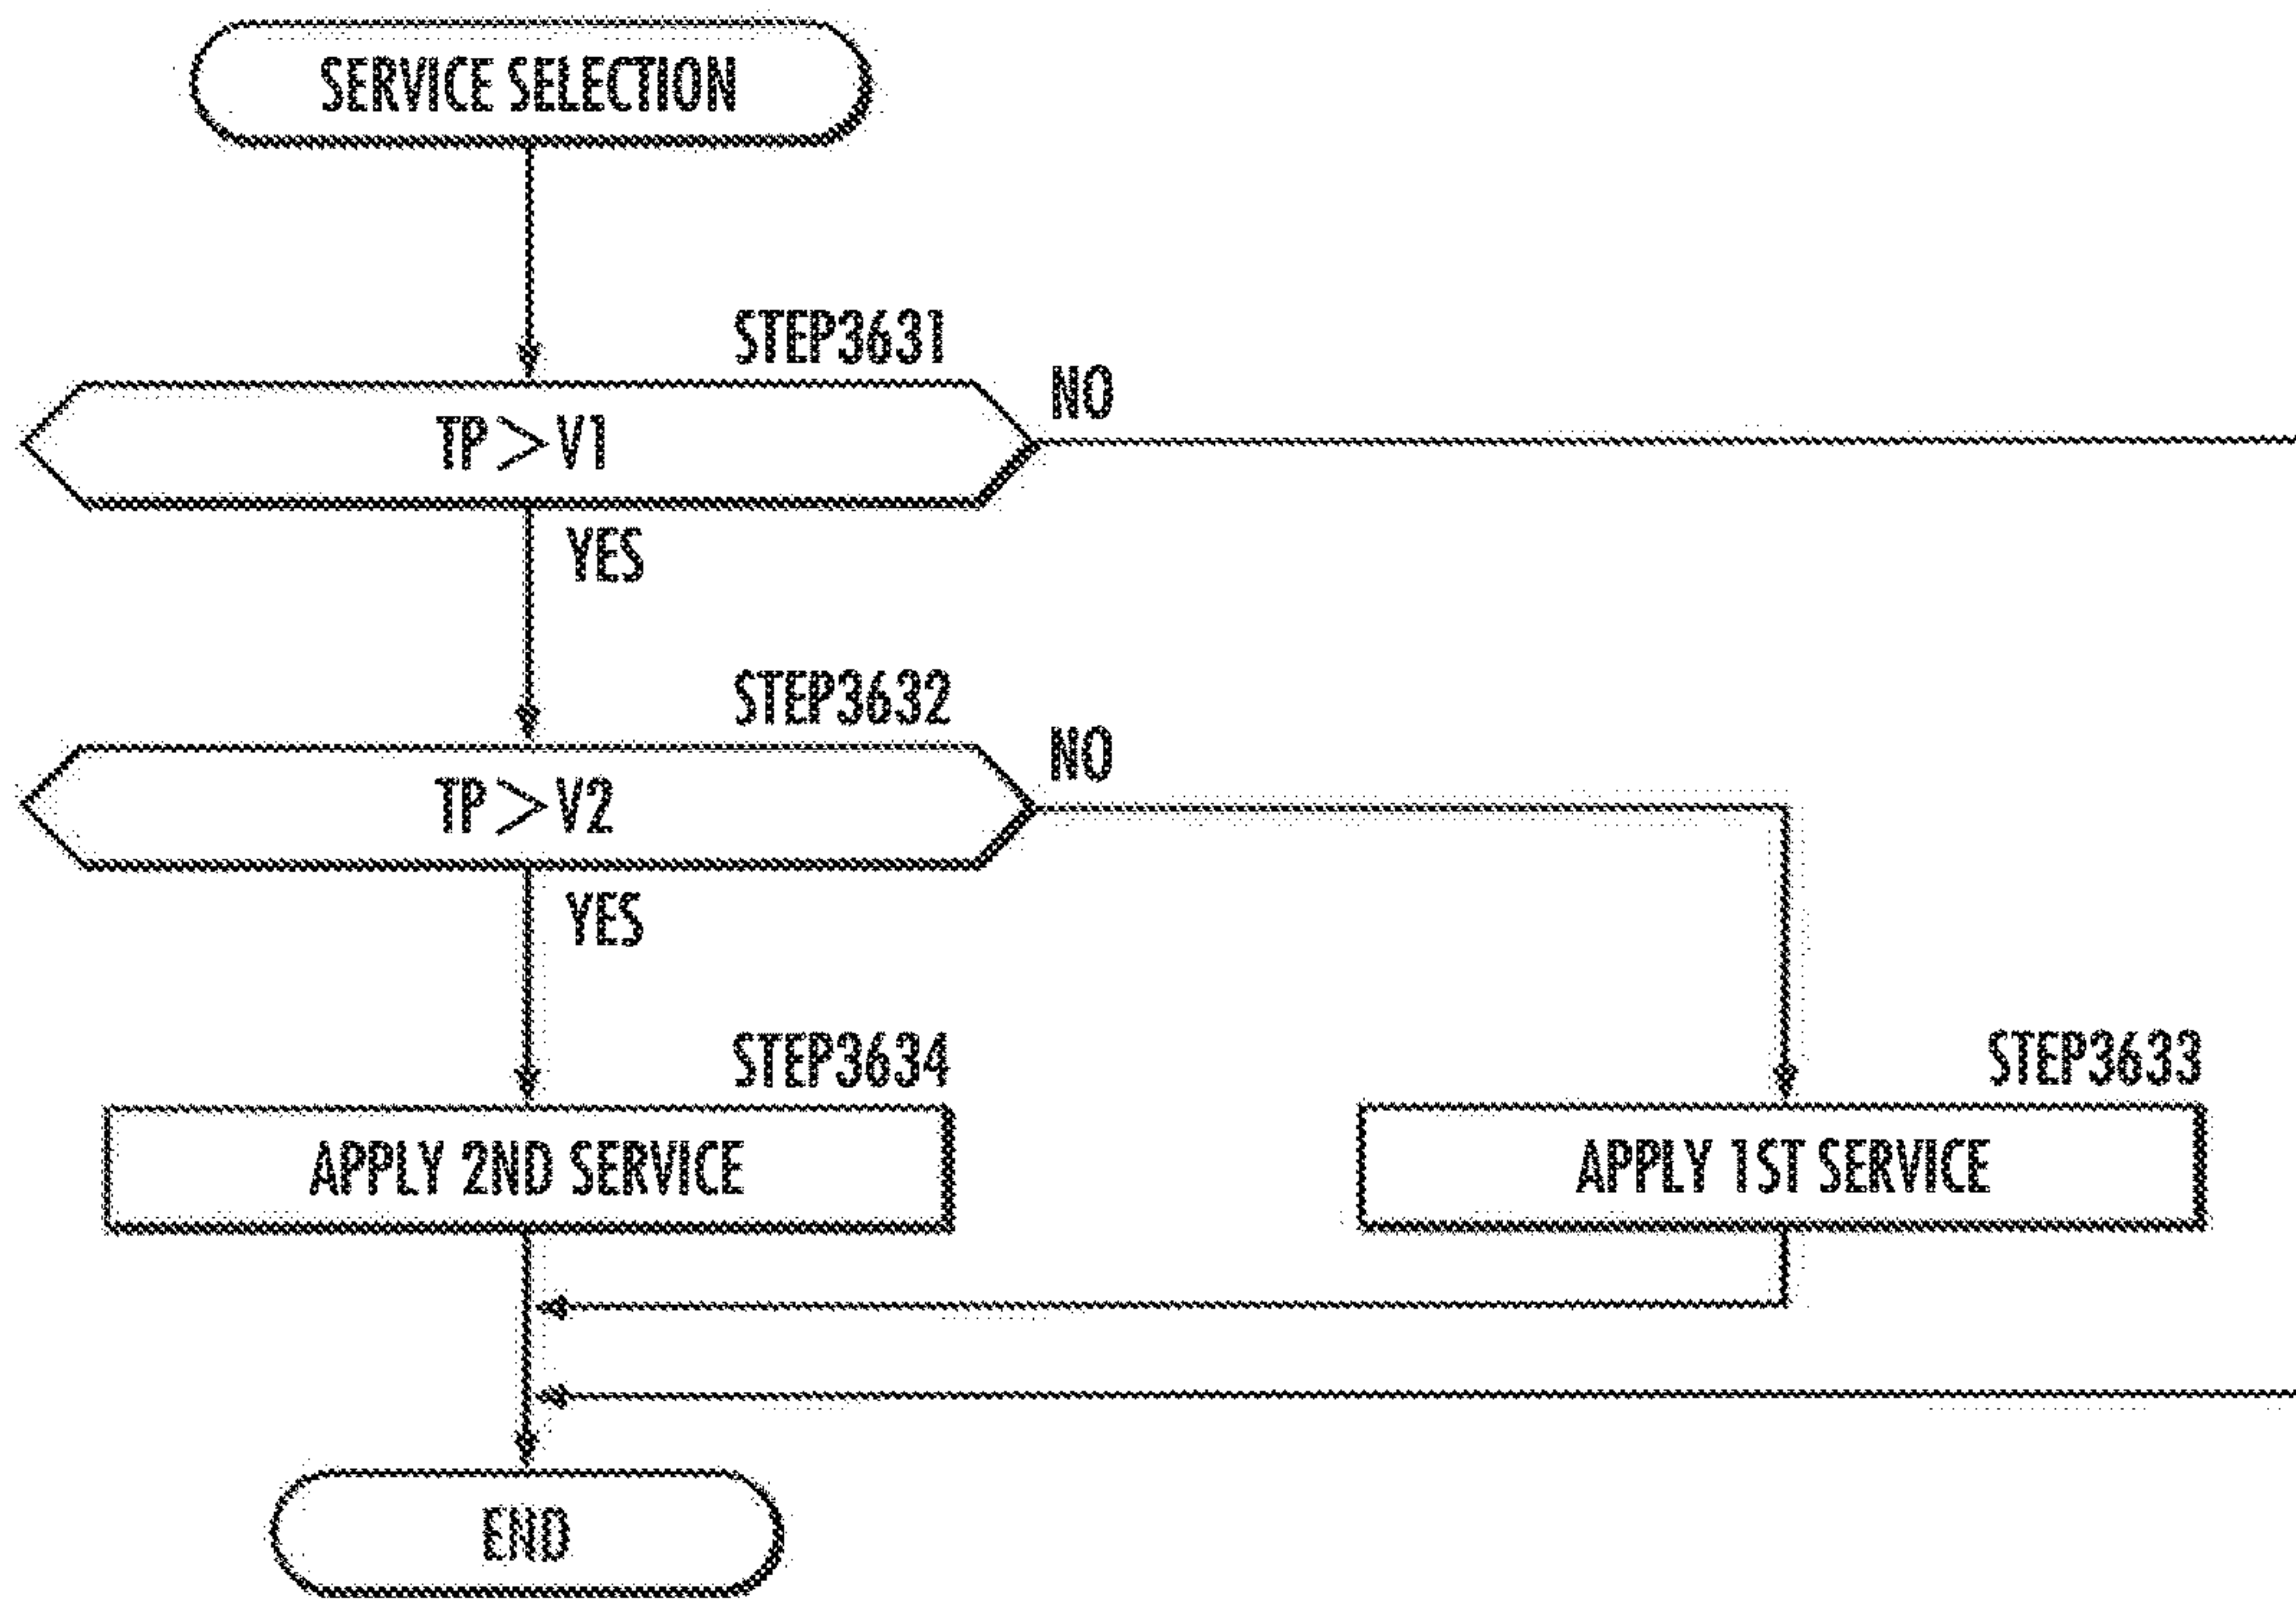 SERVICE SELECTION
STEP3631
TP > V1
NO
YES
STEP3632
TP > V2
NO
YES
STEP3634
APPLY 2ND SERVICE
STEP3633
APPLY 1ST SERVICE
END